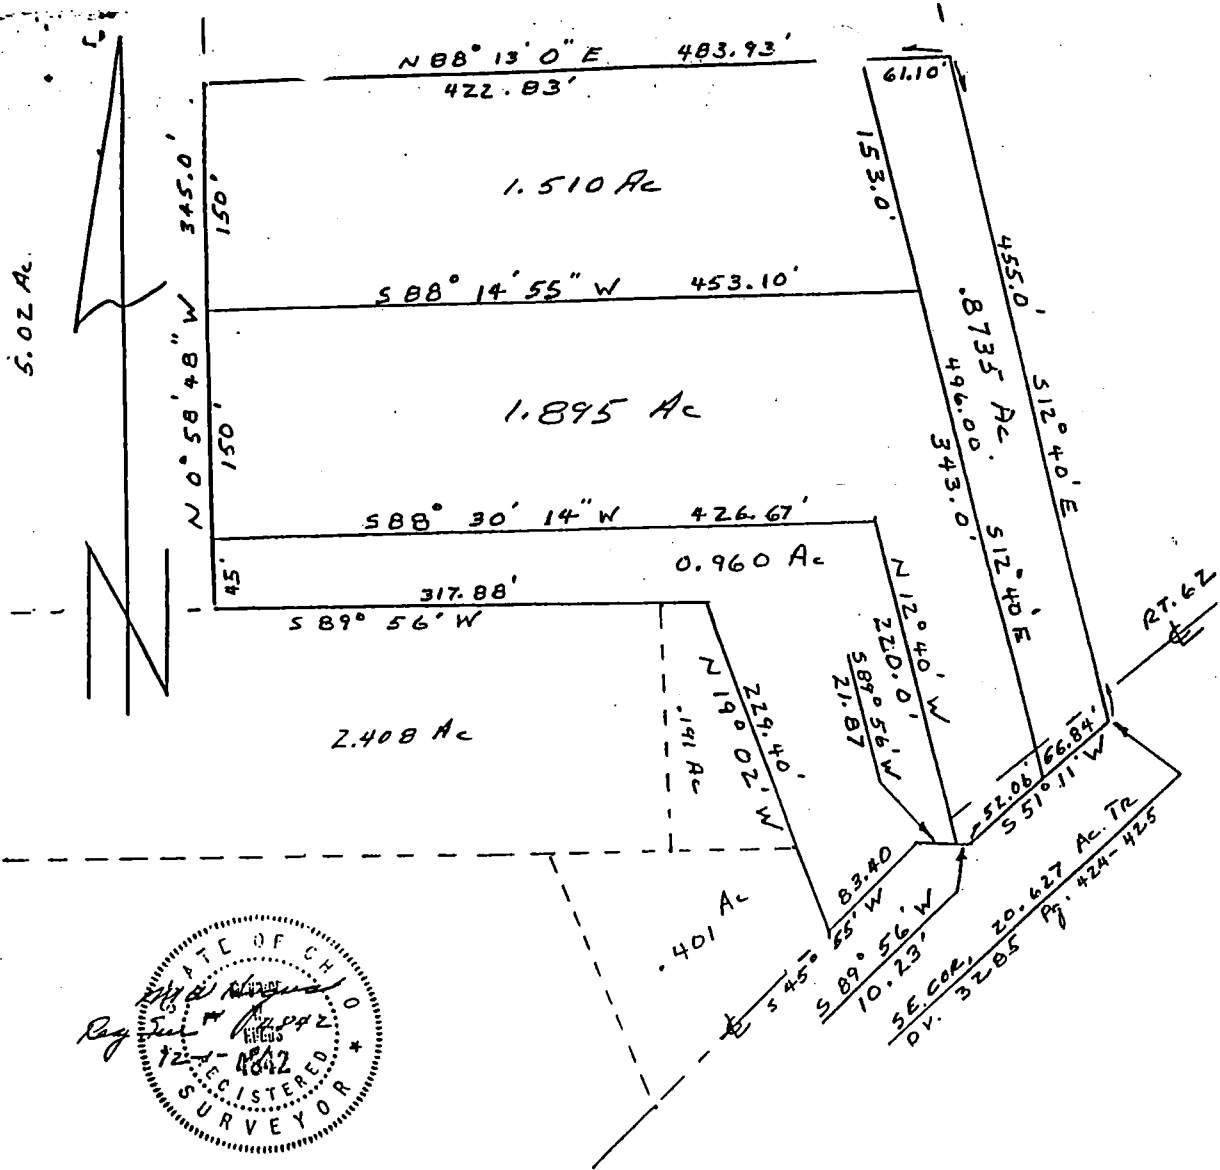 N 88° 13' 0" E 483.93'
422.83'
61.10'
345.0'
150'
153.0'
1.510 Ac
5.02 Ac.
455.0'
S 88° 14' 55" W 453.10'
.8735 Ac.
N 0° 58' 48" W
150'
1.895 Ac
496.00
343.0'
S 12° 40' E
S 12° 40' E
S 88° 30' 14" W 426.67'
0.960 Ac
45'
317.88'
S 89° 56' W
N 12° 40' W
220.0'
S 89° 56' W
21.87
RT. 62
N
229.40'
N 19° 02' W
.191 Ac
2.408 Ac
52.06' 66.84'
S 51° 11' W
83.40
S 45° 55' W
S 89° 56' W
10.23'
.401 Ac
SE. COR. 20.627 Ac. TR
D.V. 3285 Pg. 424-425
STATE OF OHIO
Reg Sur # 4842
4842
REGISTERED
SURVEYOR